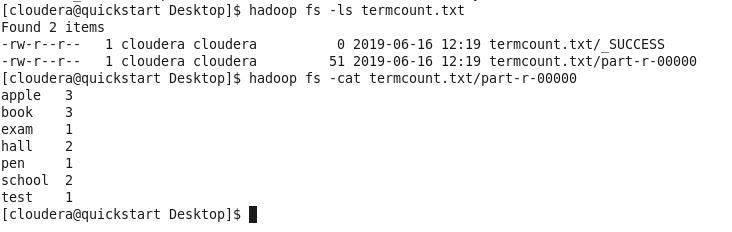 [cloudera@quickstart Desktop]$ hadoop fs -ls termcount.txt
Found 2 items
-rw-r--r--   1 cloudera cloudera          0 2019-06-16 12:19 termcount.txt/_SUCCESS
-rw-r--r--   1 cloudera cloudera         51 2019-06-16 12:19 termcount.txt/part-r-00000
[cloudera@quickstart Desktop]$ hadoop fs -cat termcount.txt/part-r-00000
apple   3
book    3
exam    1
hall    2
pen     1
school  2
test    1
[cloudera@quickstart Desktop]$